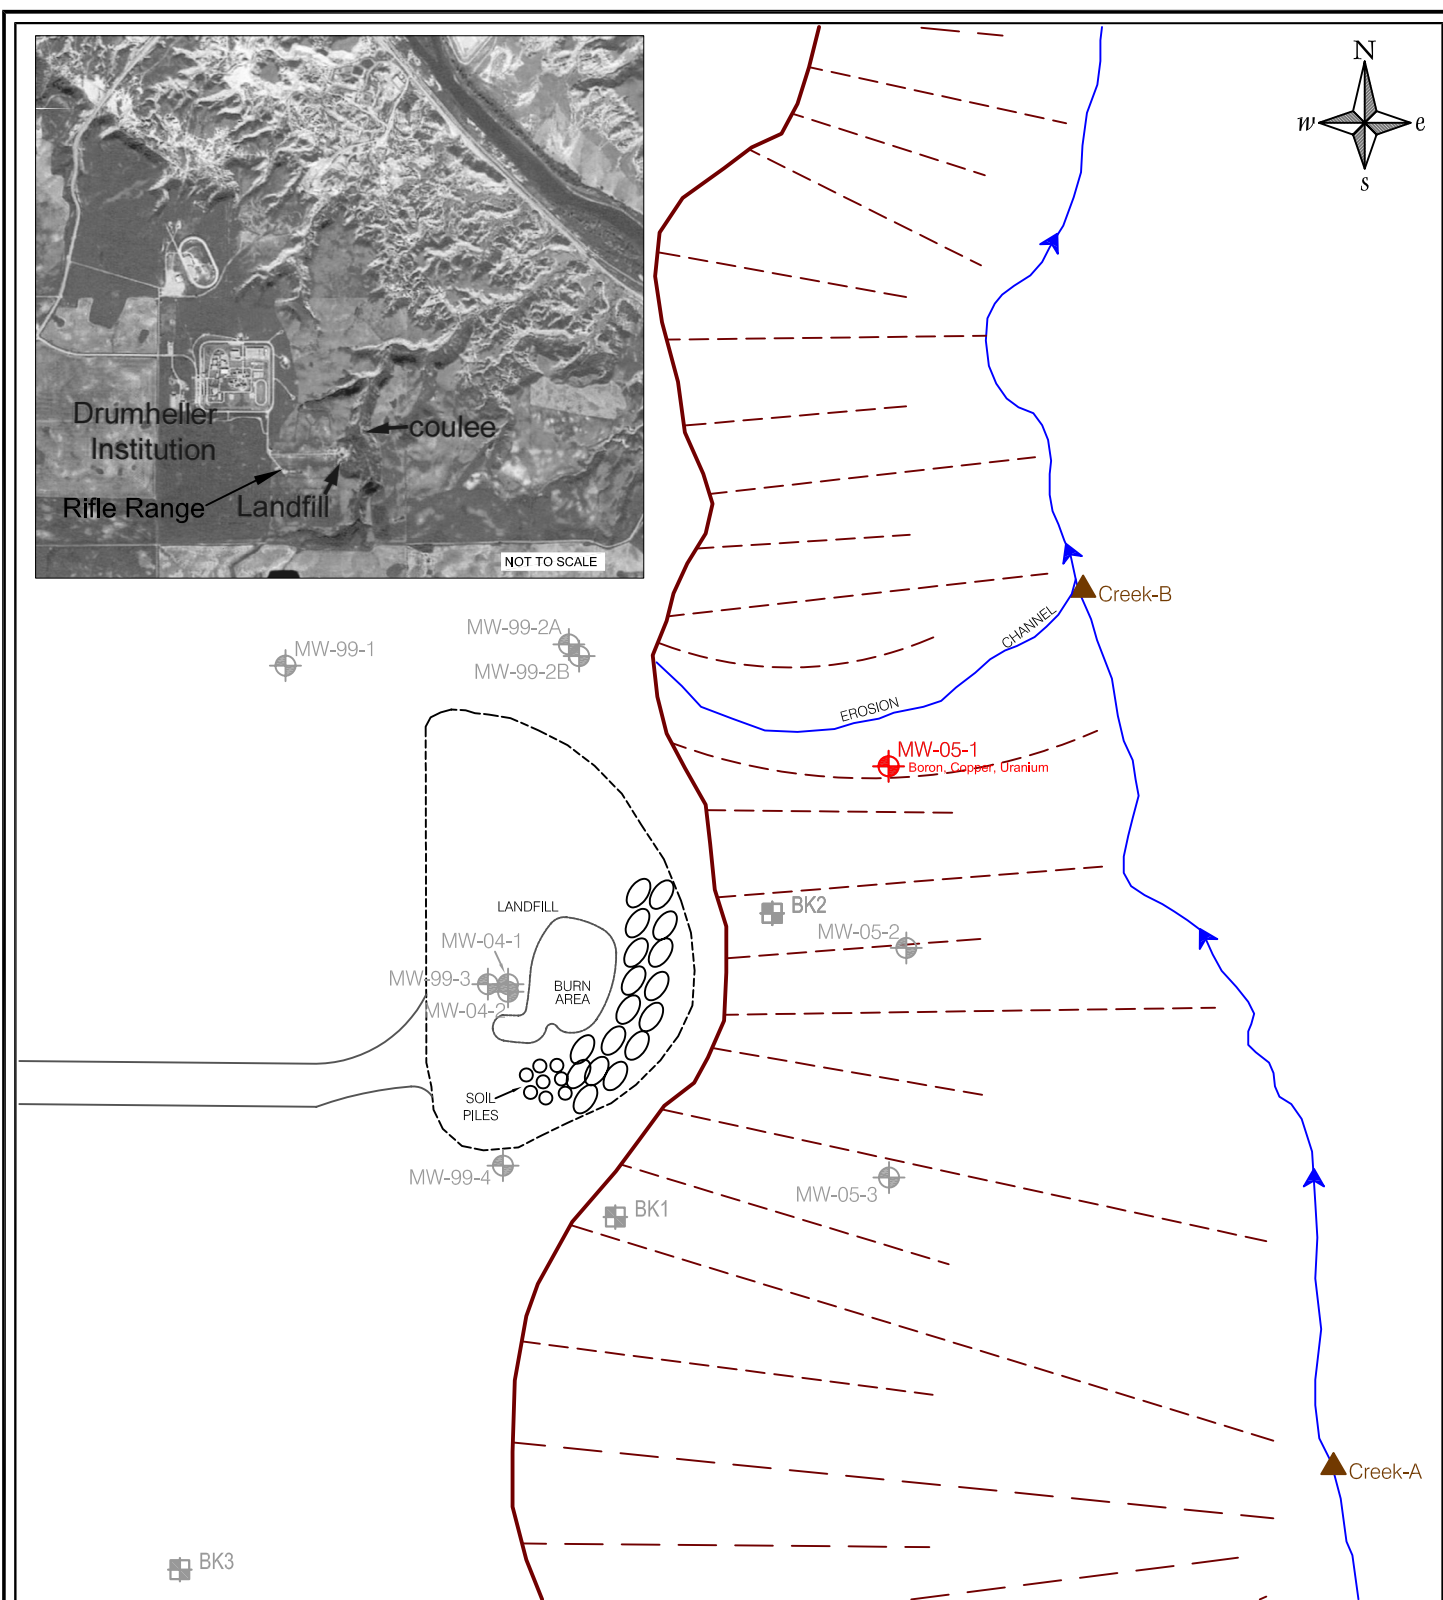 N
w
e
s
Drumheller
Institution
coulee
Rifle Range
Landfill
NOT TO SCALE
Creek-B
CHANNEL
EROSION
MW-99-1
MW-99-2A
MW-99-2B
MW-05-1
Boron, Copper, Uranium
LANDFILL
BK2
MW-05-2
MW-04-1
MW-99-3
MW-04-2
BURN
AREA
SOIL
PILES
MW-99-4
MW-05-3
BK1
Creek-A
BK3